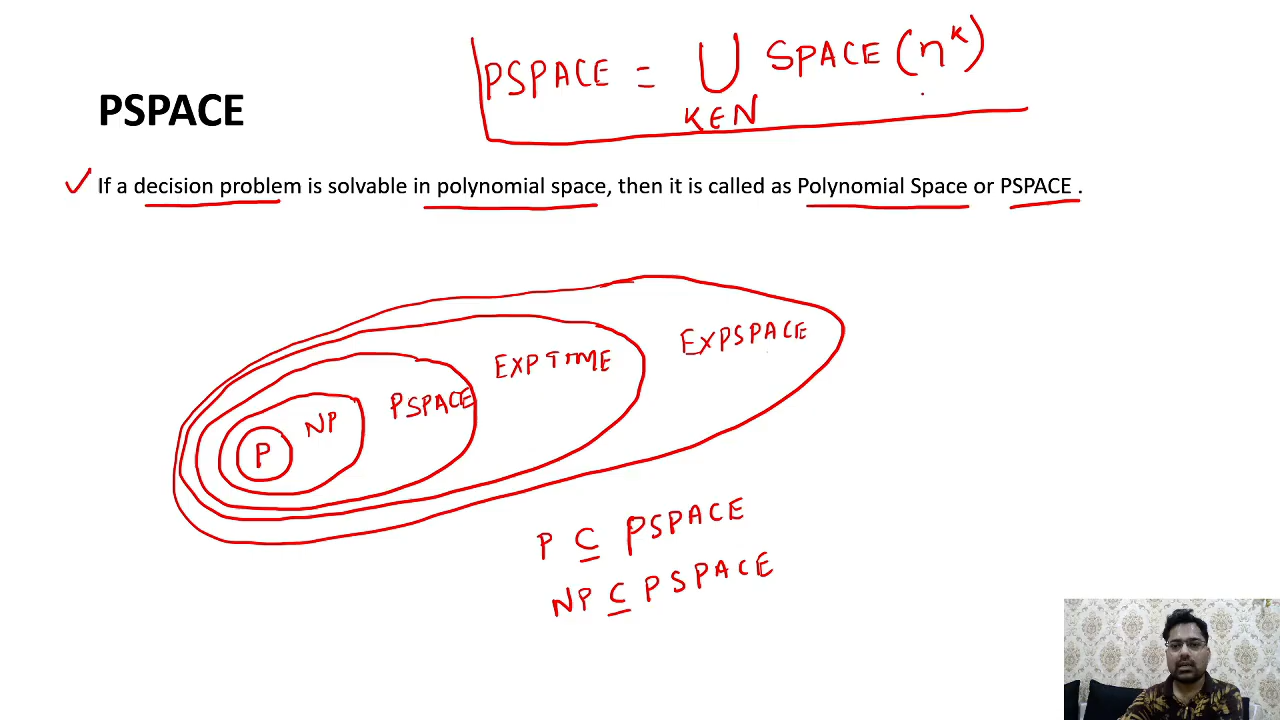 PSPACE = ∪ SPACE (n^k)
K∈N
PSPACE
✓ If a decision problem is solvable in polynomial space, then it is called as Polynomial Space or PSPACE .
EXPSPACE
EXPTIME
PSPACE
NP
P
P ⊆ PSPACE
NP ⊆ PSPACE